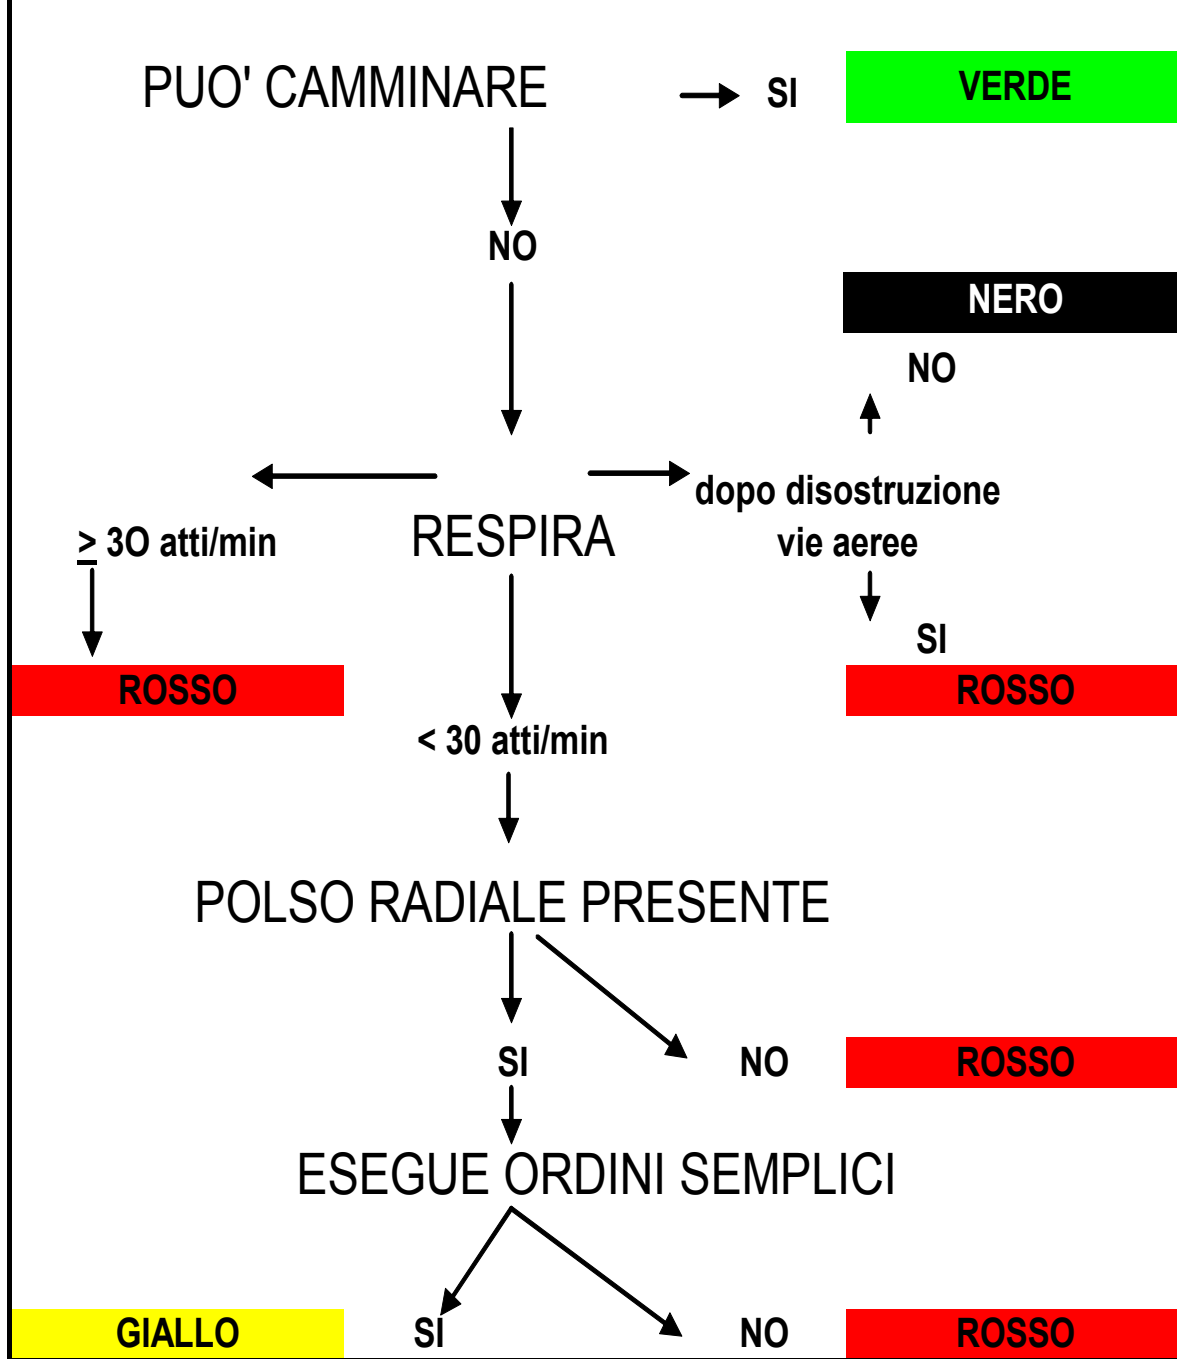 PUO' CAMMINARE SI VERDE
NO
NERO
NO
dopo disostruzione
> 3O atti/min RESPIRA vie aeree
SI
ROSSO ROSSO
< 30 atti/min
POLSO RADIALE PRESENTE
SI NO ROSSO
ESEGUE ORDINI SEMPLICI
GIALLO SI NO ROSSO